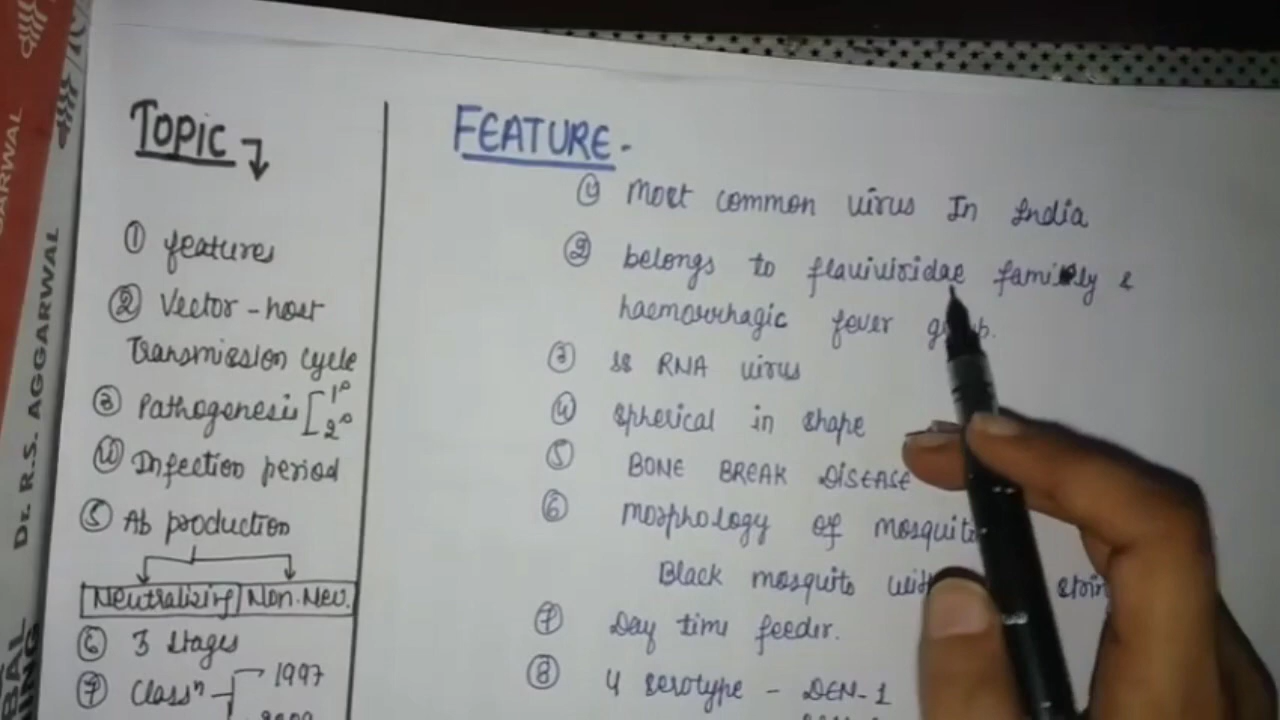 TOPIC
① features
② Vector - host
Transmission cycle
③ Pathogenesis [ 1° 2°
④ Infection period
⑤ Ab production
Neutralizing Non. Neu.
⑥ 3 stages
⑦ Classⁿ 1997
FEATURE -
① Most common virus In India
② belongs to flaviviridae family &
haemorrhagic fever
③ ss RNA virus
④ spherical in shape
⑤ BONE BREAK DISEASE
⑥ morphology of mosquito
Black mosquito
⑦ Day time feeder.
⑧ 4 serotype - DEN-1
Dr. R.S. AGGARWAL